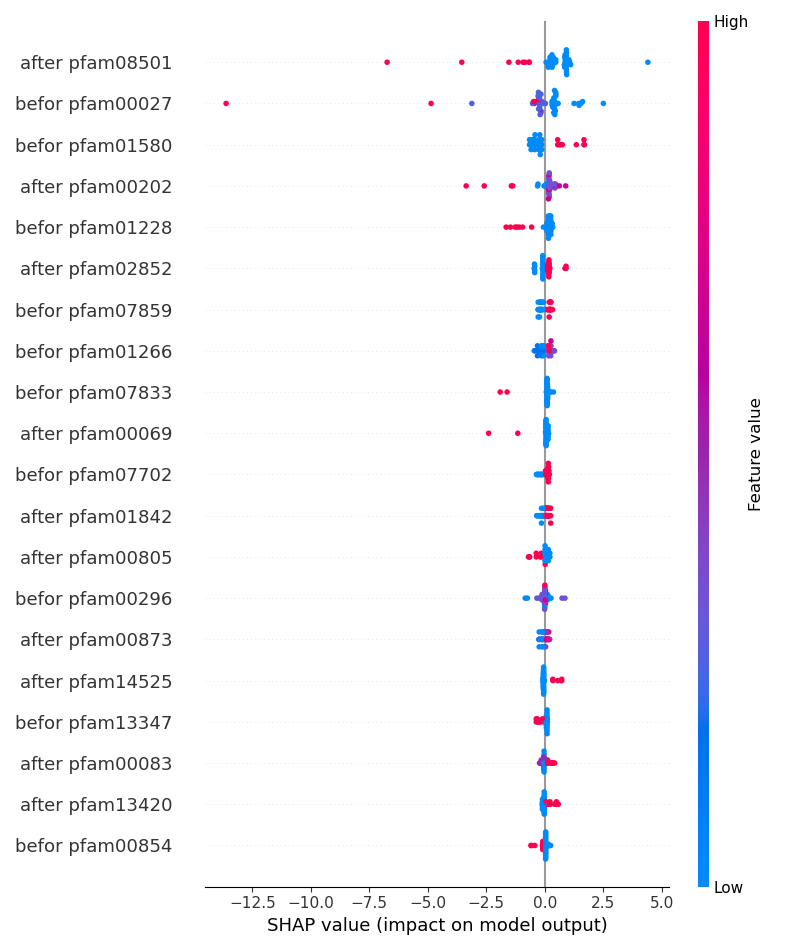 High
after pfam08501
befor pfam00027
befor pfam01580
after pfam00202
befor pfam01228
after pfam02852
befor pfam07859
befor pfam01266
befor pfam07833
after pfam00069
befor pfam07702
after pfam01842
after pfam00805
befor pfam00296
after pfam00873
after pfam14525
befor pfam13347
after pfam00083
after pfam13420
befor pfam00854
Feature value
Low
−12.5 −10.0 −7.5 −5.0 −2.5 0.0 2.5 5.0
SHAP value (impact on model output)